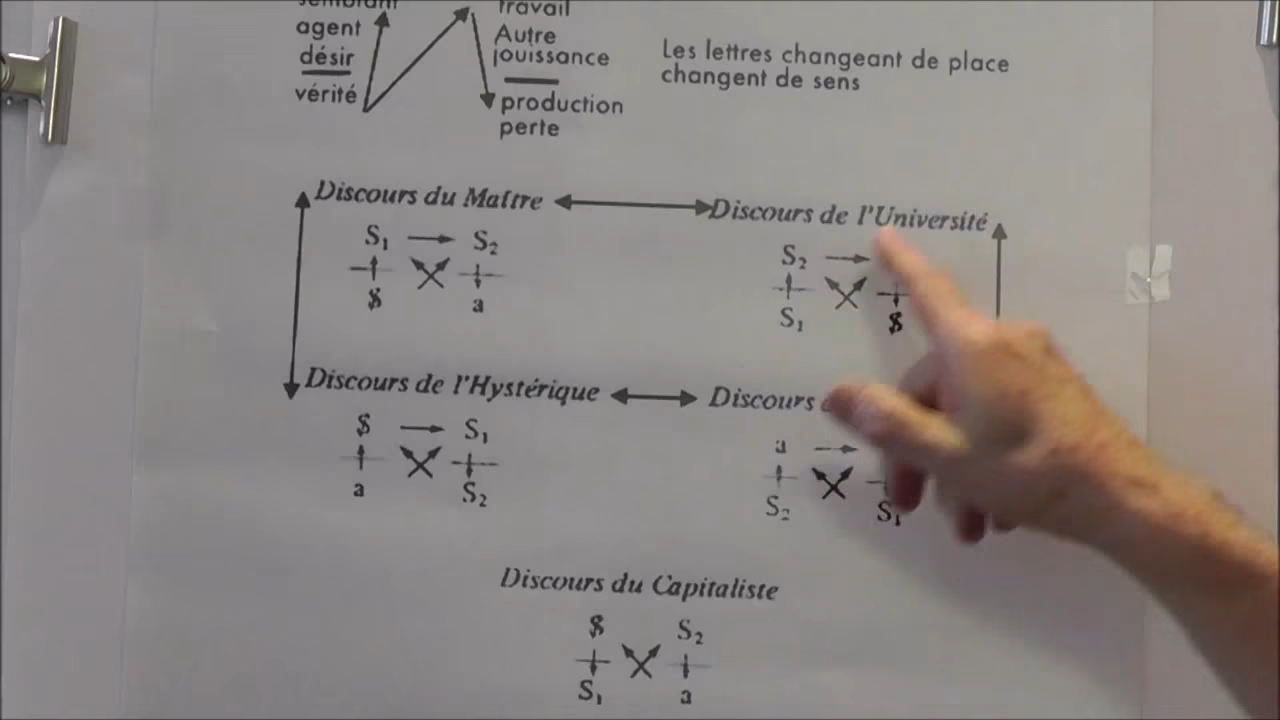 semblant
travail
agent
Autre
désir
jouissance
vérité
production
perte
Les lettres changeant de place
changent de sens
Discours du Maître
Discours de l'Université
S₁ → S₂
$ a
S₂ →
S₁ $
Discours de l'Hystérique
Discours
$ → S₁
a S₂
a →
S₂ S₁
Discours du Capitaliste
$ S₂
S₁ a